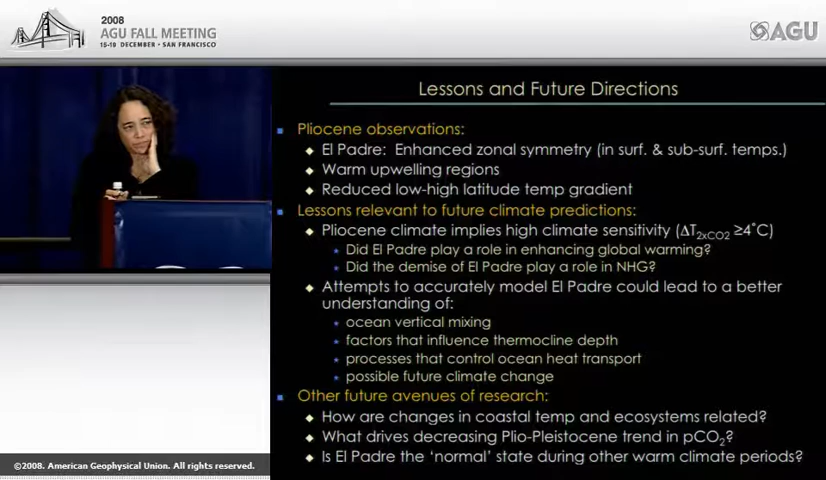 2008
AGU FALL MEETING
15-19 DECEMBER · SAN FRANCISCO
AGU
Lessons and Future Directions
Pliocene observations:
El Padre: Enhanced zonal symmetry (in surf. & sub-surf. temps.)
Warm upwelling regions
Reduced low-high latitude temp gradient
Lessons relevant to future climate predictions:
Pliocene climate implies high climate sensitivity (ΔT2xCO2 ≥4°C)
Did El Padre play a role in enhancing global warming?
Did the demise of El Padre play a role in NHG?
Attempts to accurately model El Padre could lead to a better
understanding of:
ocean vertical mixing
factors that influence thermocline depth
processes that control ocean heat transport
possible future climate change
Other future avenues of research:
How are changes in coastal temp and ecosystems related?
What drives decreasing Plio-Pleistocene trend in pCO2?
Is El Padre the 'normal' state during other warm climate periods?
©2008. American Geophysical Union. All rights reserved.